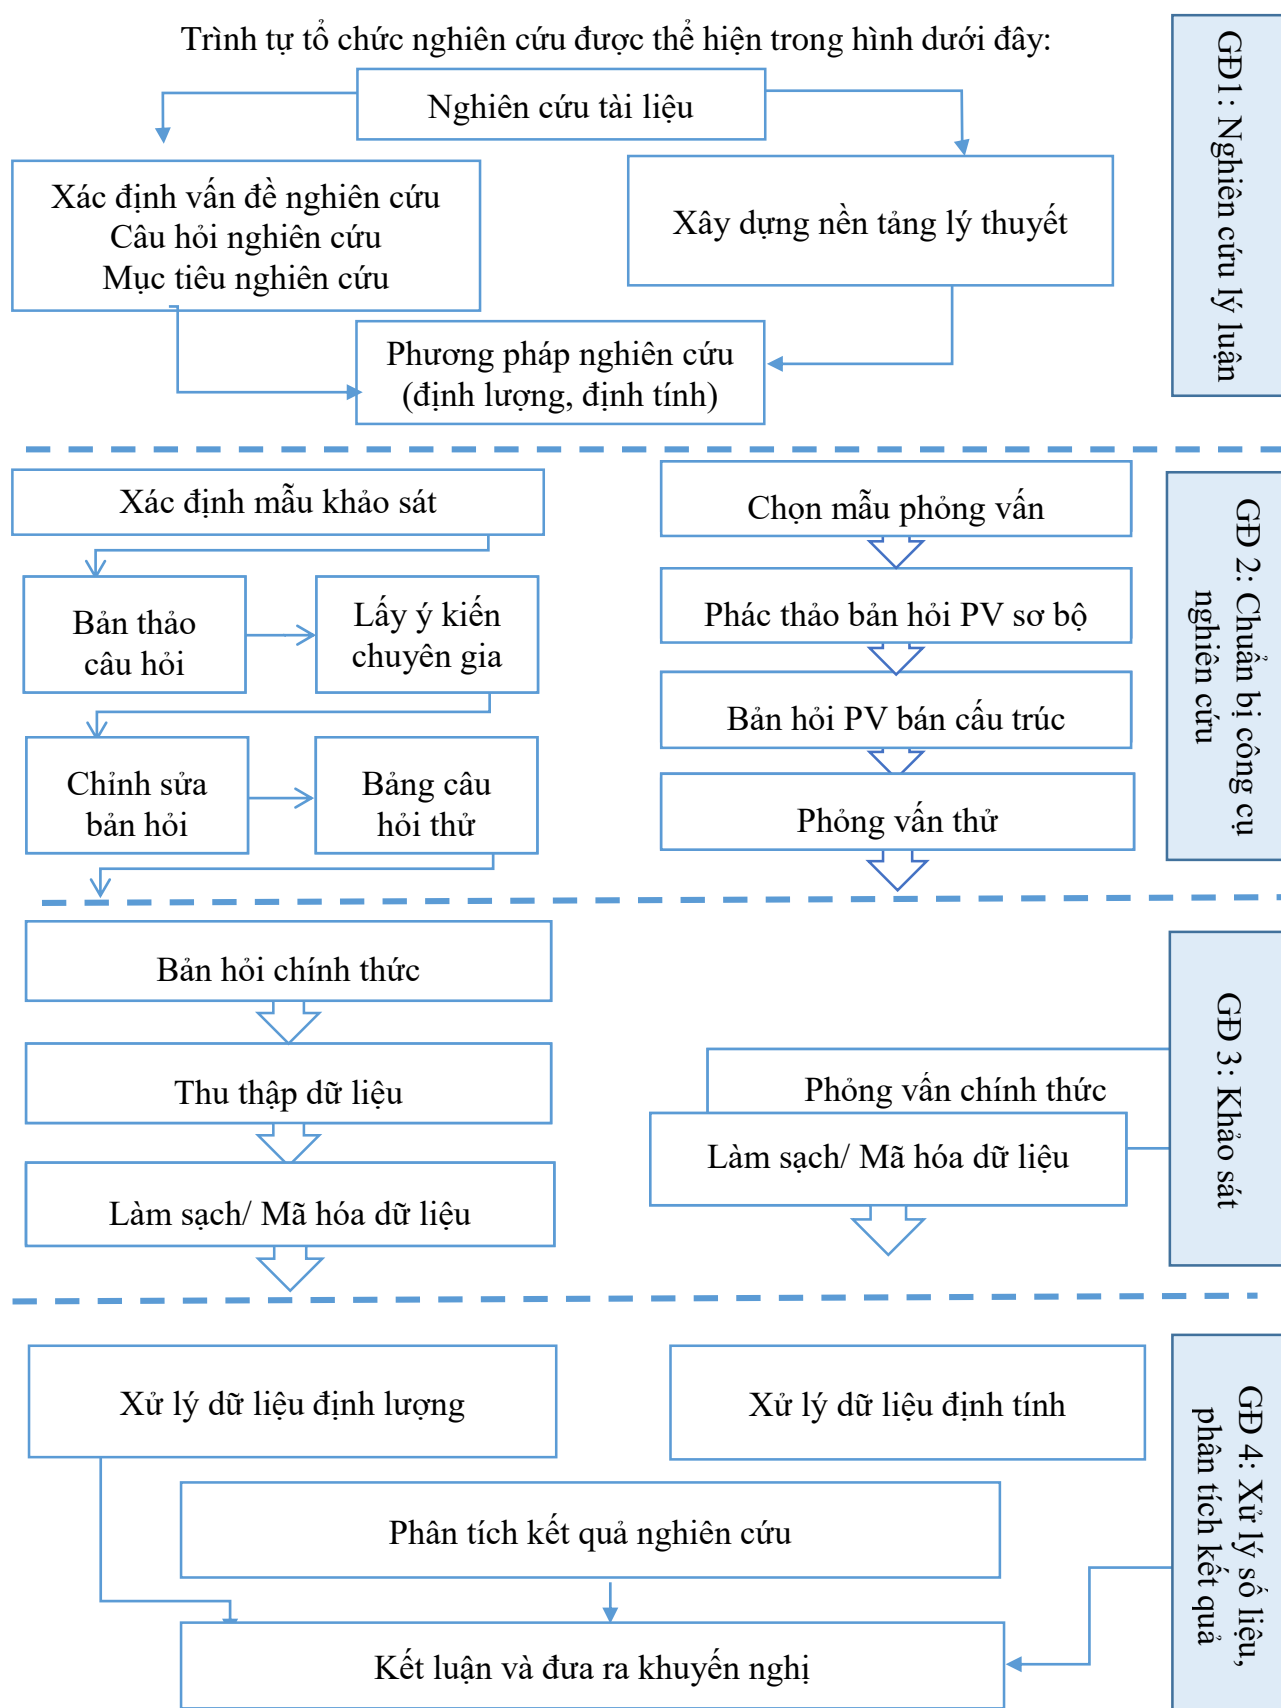 Trình tự tổ chức nghiên cứu được thể hiện trong hình dưới đây:
Nghiên cứu tài liệu
Xác định vấn đề nghiên cứu
Câu hỏi nghiên cứu
Mục tiêu nghiên cứu
Xây dựng nền tảng lý thuyết
Phương pháp nghiên cứu
(định lượng, định tính)
GĐ1: Nghiên cứu lý luận
Xác định mẫu khảo sát
Bản thảo
câu hỏi
Lấy ý kiến
chuyên gia
Chỉnh sửa
bản hỏi
Bảng câu
hỏi thử
Chọn mẫu phỏng vấn
Phác thảo bản hỏi PV sơ bộ
Bản hỏi PV bán cấu trúc
Phỏng vấn thử
GĐ 2: Chuẩn bị công cụ
nghiên cứu
Bản hỏi chính thức
Thu thập dữ liệu
Làm sạch/ Mã hóa dữ liệu
Phỏng vấn chính thức
Làm sạch/ Mã hóa dữ liệu
GĐ 3: Khảo sát
Xử lý dữ liệu định lượng
Xử lý dữ liệu định tính
Phân tích kết quả nghiên cứu
Kết luận và đưa ra khuyến nghị
GĐ 4: Xử lý số liệu,
phân tích kết quả